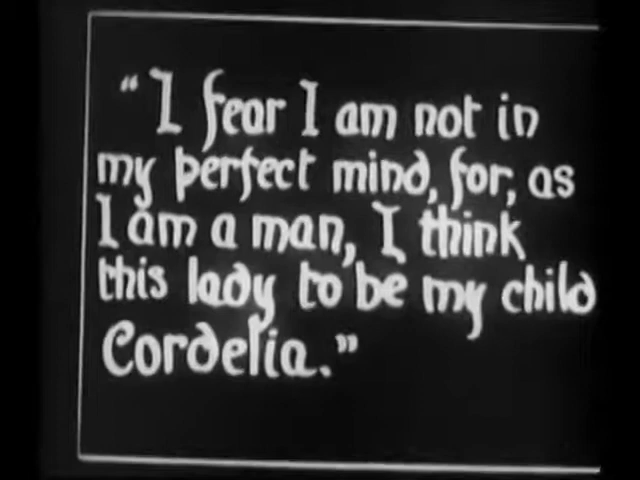 "I fear I am not in
my perfect mind, for, as
I am a man, I think
this lady to be my child
Cordelia."